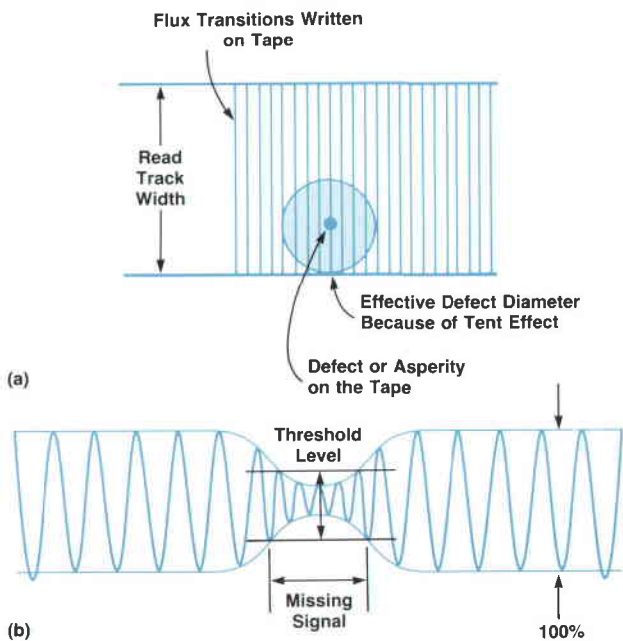 Flux Transitions Written
on Tape
Read
Track
Width
Effective Defect Diameter
Because of Tent Effect
Defect or Asperity
on the Tape
(a)
Threshold
Level
Missing
Signal
100%
(b)